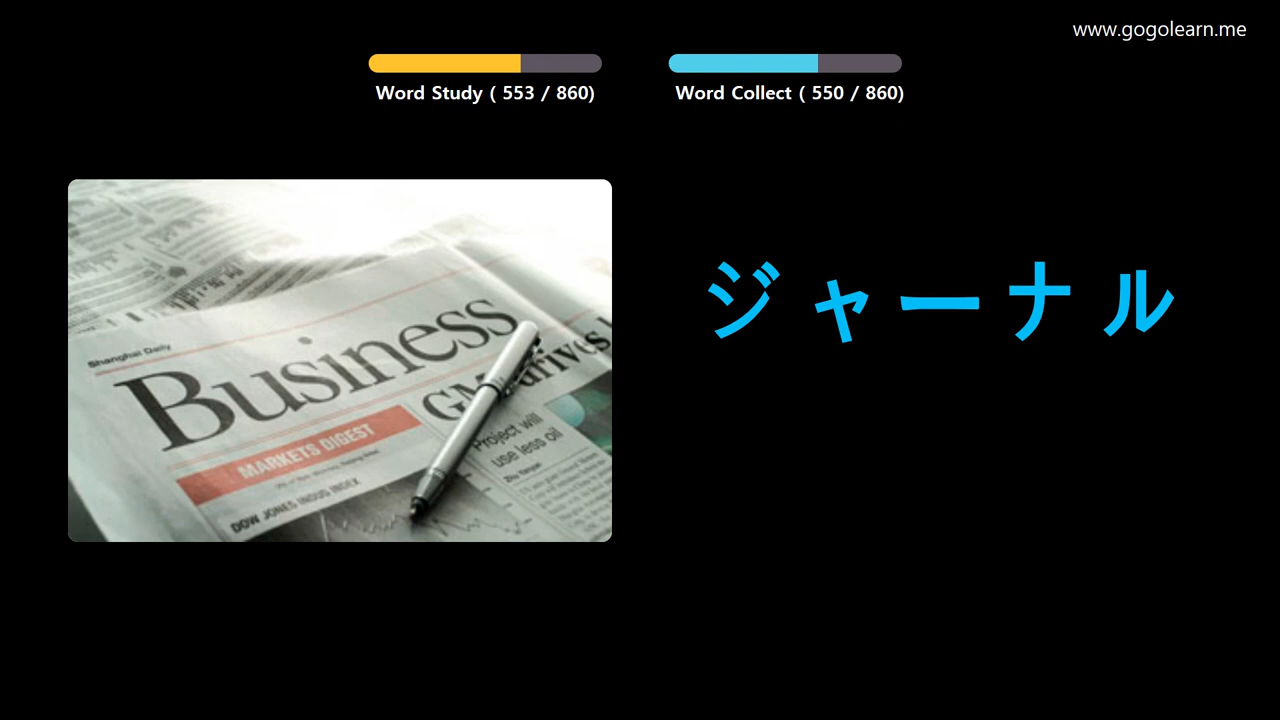 www.gogolearn.me
Word Study ( 553 / 860)
Word Collect ( 550 / 860)
ジャーナル
Shanghai Daily
Business
GM
drives
MARKETS DIGEST
DOW JONES INDUS INDEX
Project will
use less oil